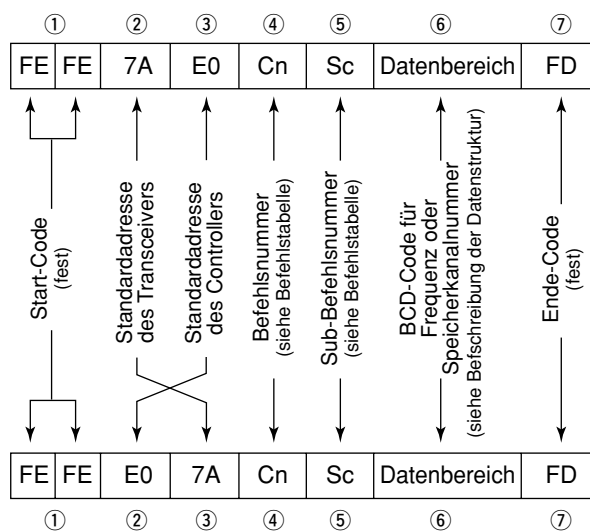 ① ② ③ ④ ⑤ ⑥ ⑦
FE FE 7A E0 Cn Sc Datenbereich FD
Start-Code
(fest)
Standardadresse
des Transceivers
Standardadresse
des Controllers
Befehlsnummer
(siehe Befehlstabelle)
Sub-Befehlsnummer
(siehe Befehlstabelle)
BCD-Code für
Frequenz oder
Speicherkanalnummer
(siehe Befschreibung der Datenstruktur)
Ende-Code
(fest)
FE FE E0 7A Cn Sc Datenbereich FD
① ② ③ ④ ⑤ ⑥ ⑦